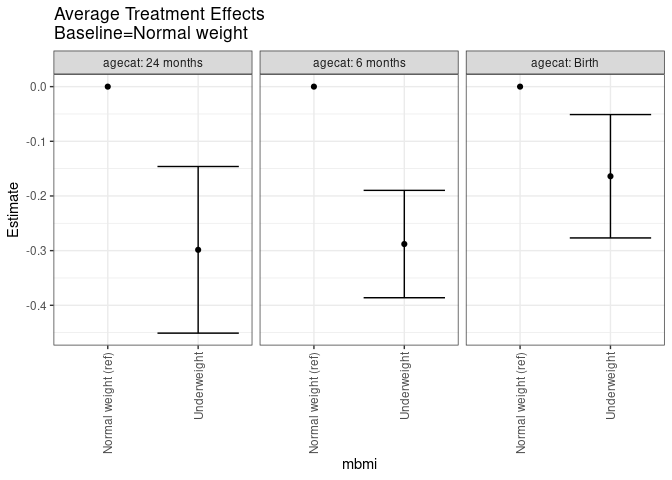 Average Treatment Effects
Baseline=Normal weight
agecat: 24 months
agecat: 6 months
agecat: Birth
0.0
-0.1
-0.2
-0.3
-0.4
Estimate
Normal weight (ref)
Underweight
Normal weight (ref)
Underweight
Normal weight (ref)
Underweight
mbmi